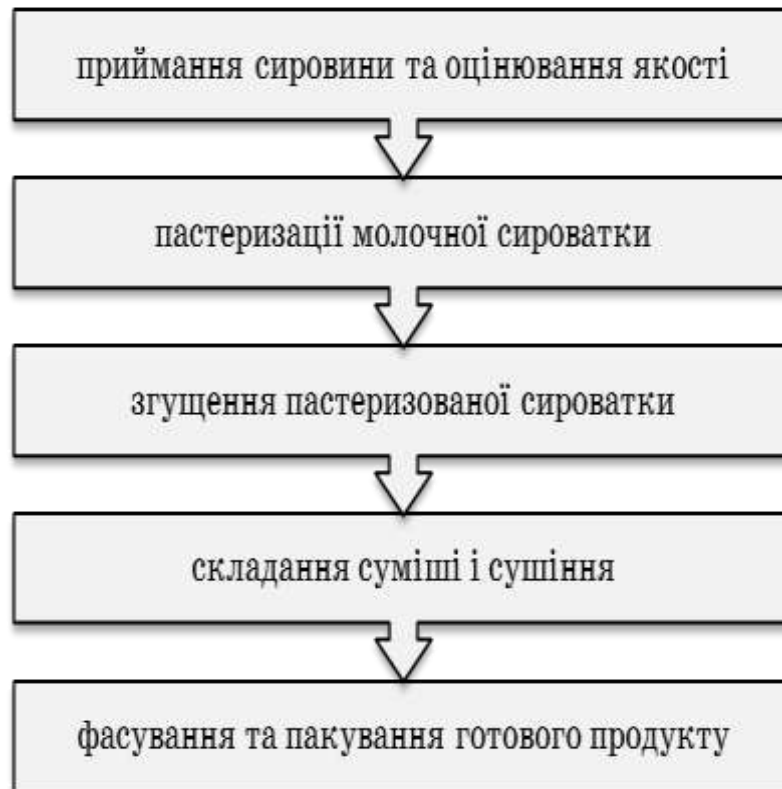 приймання сировини та оцінювання якості
пастеризації молочної сироватки
згущення пастеризованої сироватки
складання суміші і сушіння
фасування та пакування готового продукту